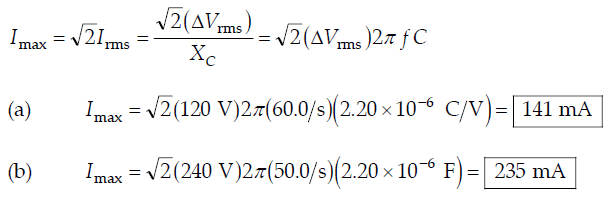 I_max = √2 I_rms = √2(ΔV_rms) / X_C = √2(ΔV_rms)2π f C
(a) I_max = √2(120 V)2π(60.0/s)(2.20 × 10⁻⁶ C/V) = 141 mA
(b) I_max = √2(240 V)2π(50.0/s)(2.20 × 10⁻⁶ F) = 235 mA